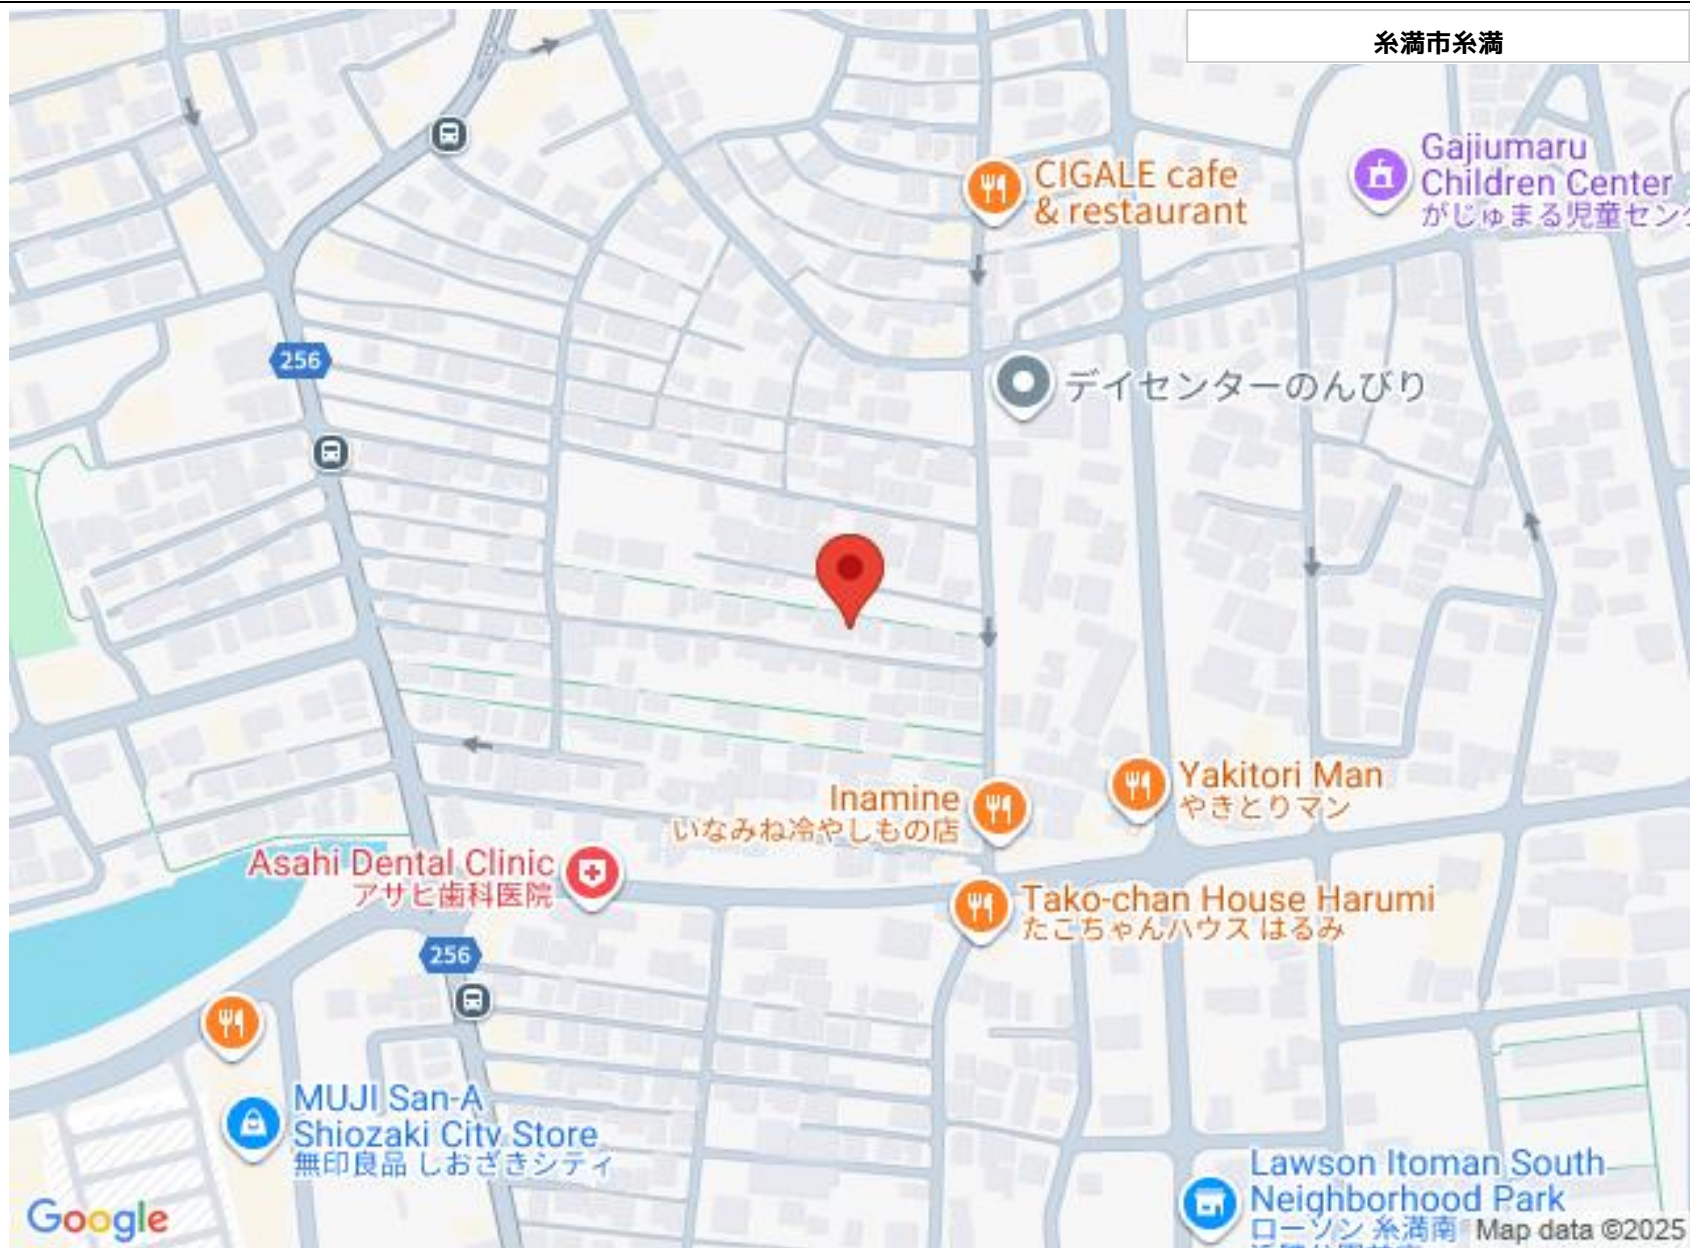 糸満市糸満
Gajiumaru
Children Center
がじゅまる児童セン
CIGALE cafe
& restaurant
256
デイセンターのんびり
Yakitori Man
やきとりマン
Inamine
いなみね冷やしもの店
Asahi Dental Clinic
アサヒ歯科医院
Tako-chan House Harumi
たこちゃんハウス はるみ
256
MUJI San-A
Shiozaki City Store
無印良品 しおざきシティ
Lawson Itoman South
Neighborhood Park
ローソン 糸満南
Google
Map data ©2025